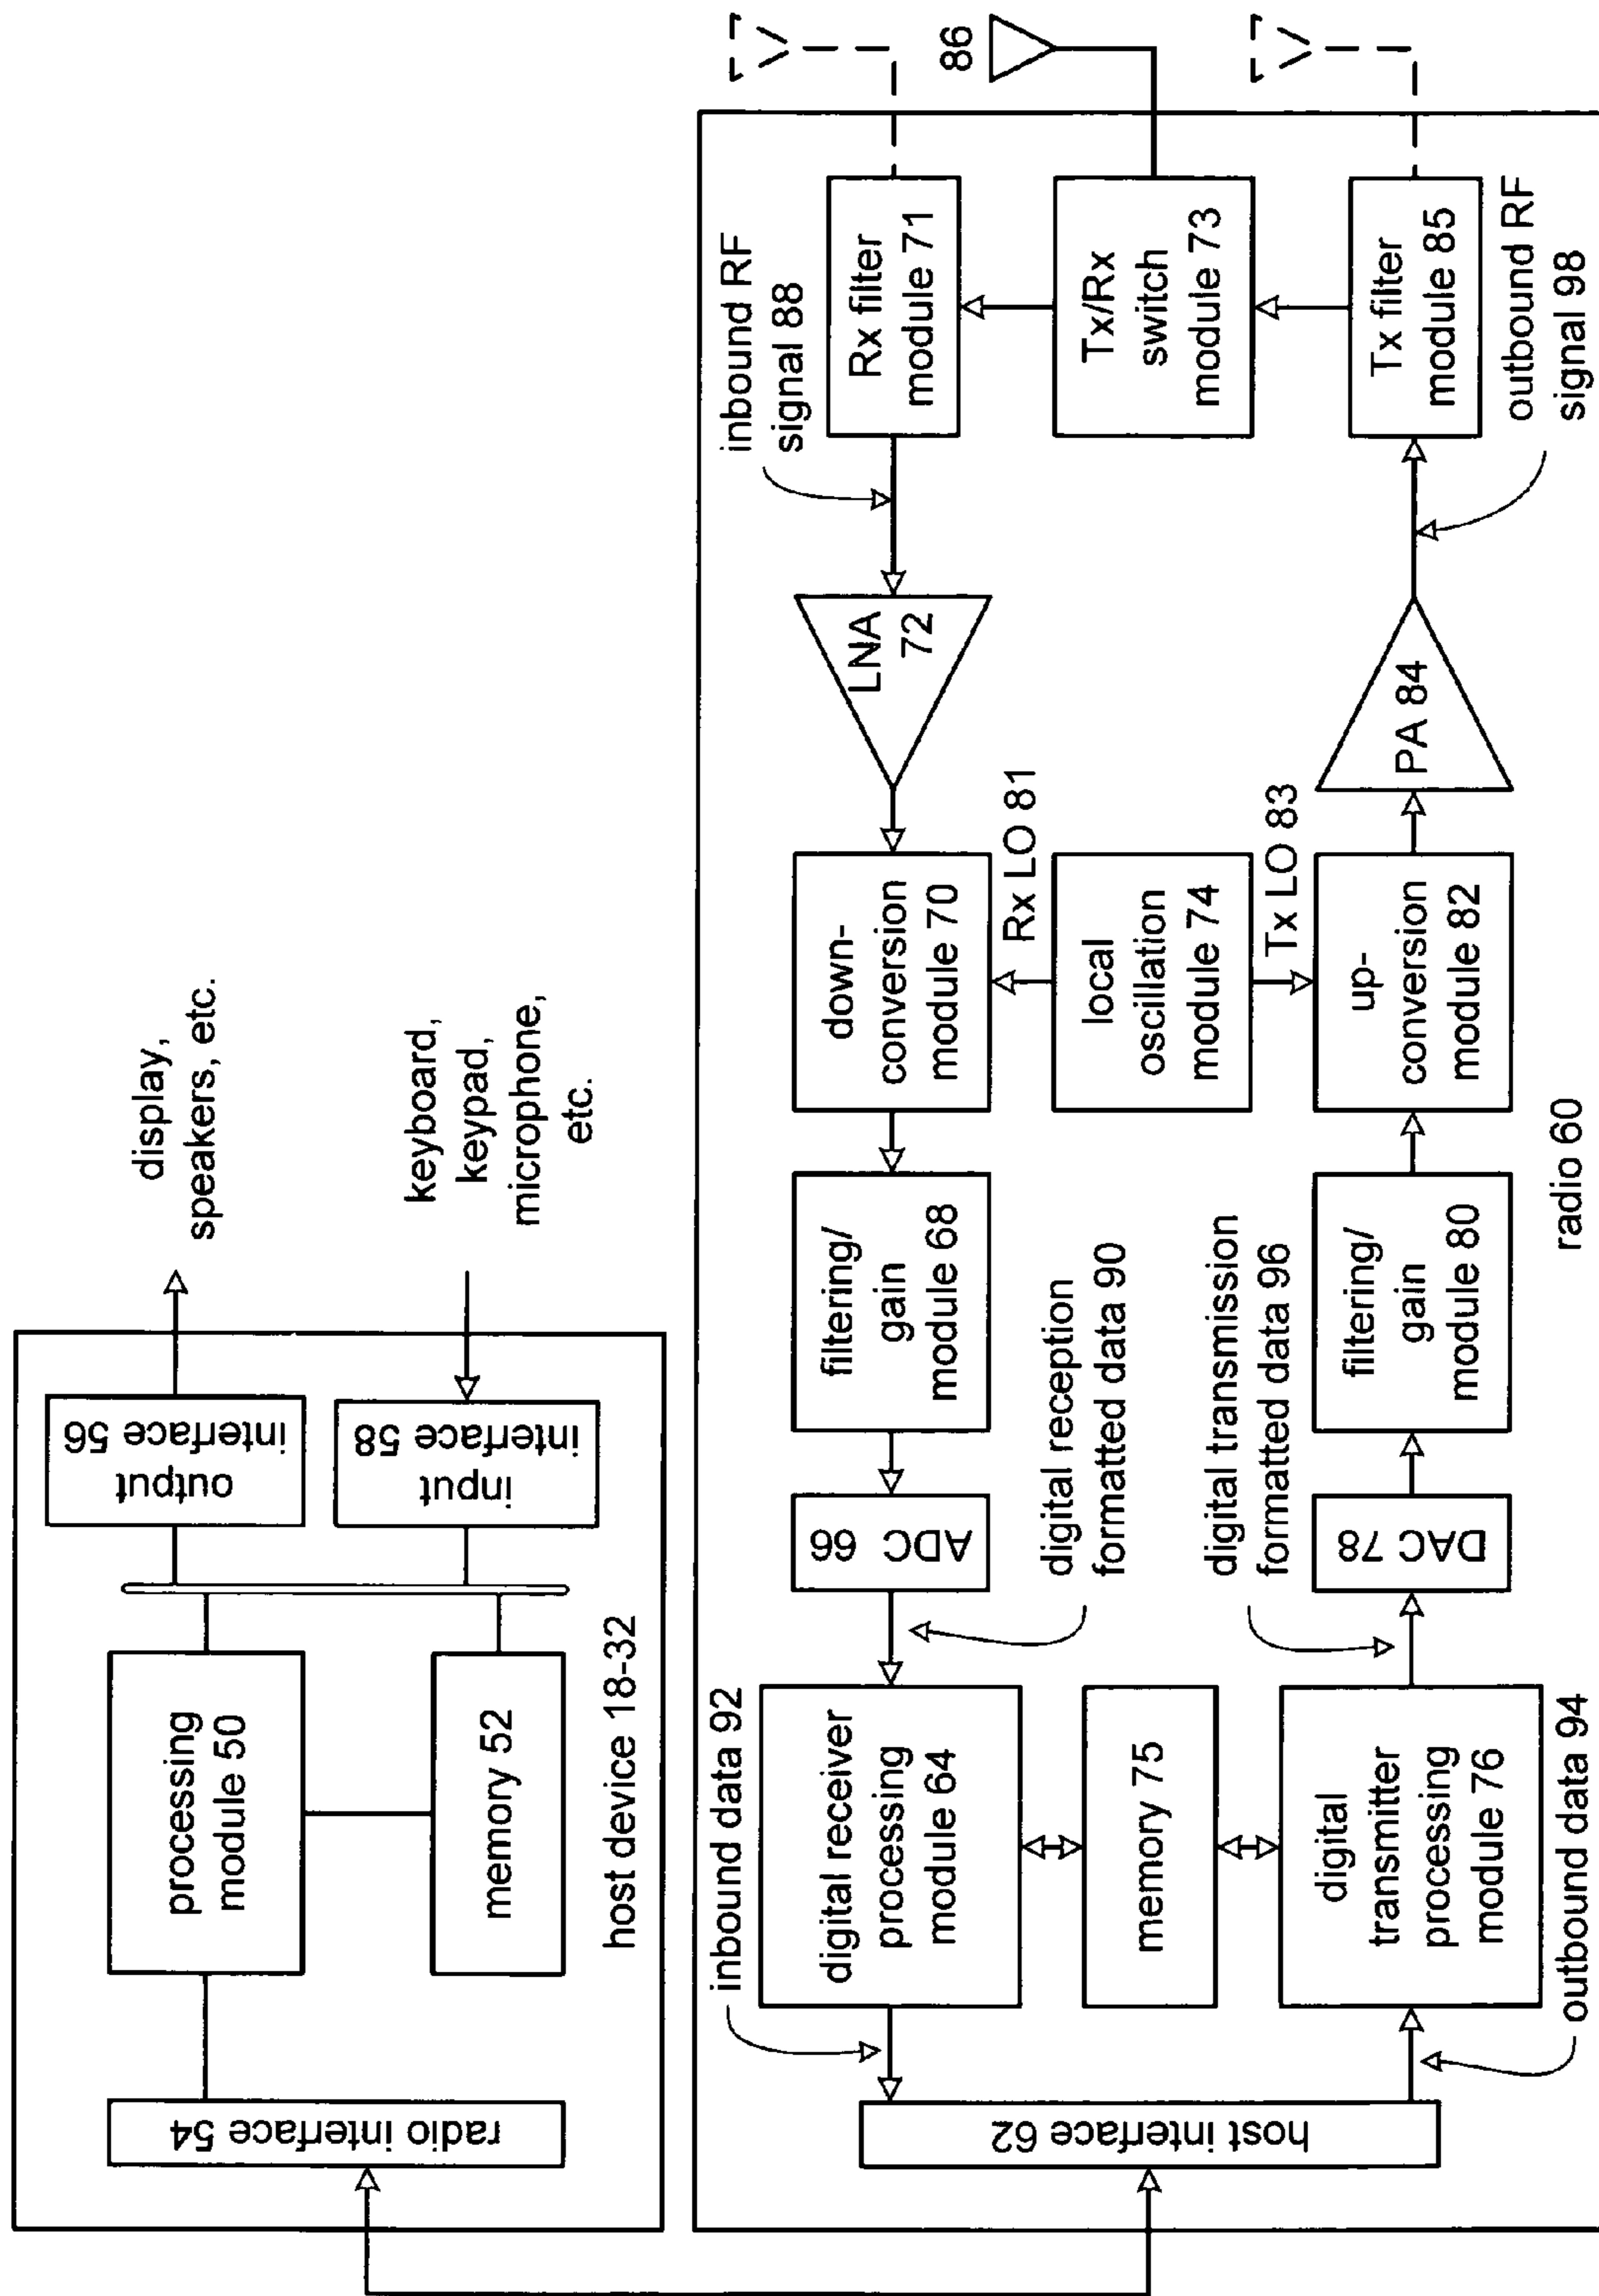 display,
speakers, etc.
keyboard,
keypad,
microphone,
etc.
output
interface 56
input
interface 58
processing
module 50
memory 52
radio interface 54
host device 18-32
86
inbound RF
signal 88
Rx filter
module 71
LNA
72
down-
conversion
module 70
filtering/
gain
module 68
ADC 66
inbound data 92
digital receiver
processing
module 64
host interface 62
digital reception
formatted data 90
Rx LO 81
local
oscillation
module 74
Tx LO 83
Tx/Rx
switch
module 73
memory 75
digital transmission
formatted data 96
digital
transmitter
processing
module 76
DAC 78
filtering/
gain
module 80
up-
conversion
module 82
PA 84
Tx filter
module 85
outbound RF
signal 98
outbound data 94
radio 60